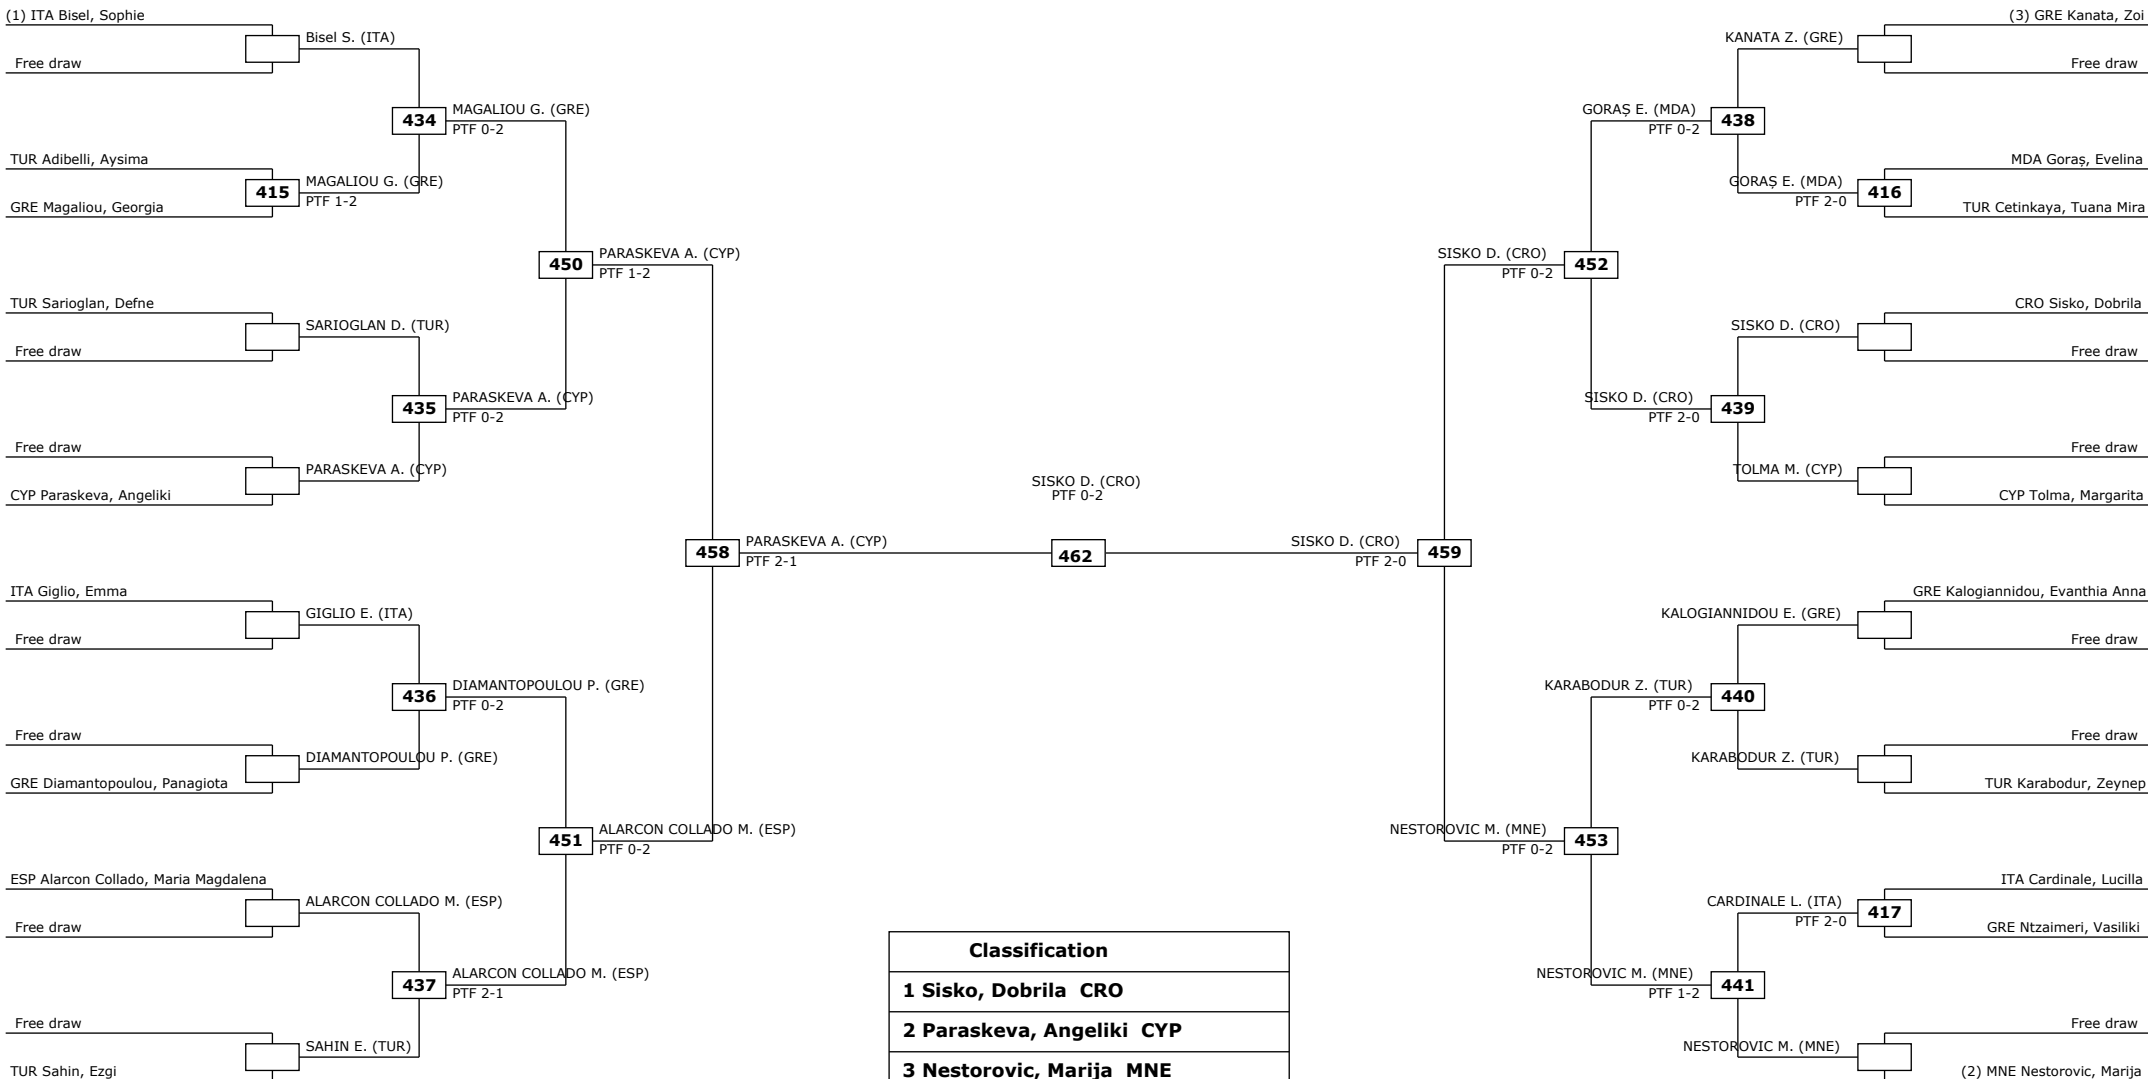 (1) ITA Bisel, Sophie
Bisel S. (ITA)
Free draw
434
MAGALIOU G. (GRE)
PTF 0-2
TUR Adibelli, Aysima
415
MAGALIOU G. (GRE)
PTF 1-2
GRE Magaliou, Georgia
450
PARASKEVA A. (CYP)
PTF 1-2
TUR Sarioglan, Defne
SARIOGLAN D. (TUR)
Free draw
435
PARASKEVA A. (CYP)
PTF 0-2
Free draw
PARASKEVA A. (CYP)
CYP Paraskeva, Angeliki
458
PARASKEVA A. (CYP)
PTF 2-1
ITA Giglio, Emma
GIGLIO E. (ITA)
Free draw
436
DIAMANTOPOULOU P. (GRE)
PTF 0-2
Free draw
DIAMANTOPOULOU P. (GRE)
GRE Diamantopoulou, Panagiota
451
ALARCON COLLADO M. (ESP)
PTF 0-2
ESP Alarcon Collado, Maria Magdalena
ALARCON COLLADO M. (ESP)
Free draw
437
ALARCON COLLADO M. (ESP)
PTF 2-1
Free draw
SAHIN E. (TUR)
TUR Sahin, Ezgi
SISKO D. (CRO)
PTF 0-2
462
(3) GRE Kanata, Zoi
KANATA Z. (GRE)
Free draw
GORAȘ E. (MDA)
PTF 0-2
438
MDA Goraș, Evelina
GORAȘ E. (MDA)
PTF 2-0
416
TUR Cetinkaya, Tuana Mira
SISKO D. (CRO)
PTF 0-2
452
CRO Sisko, Dobrila
SISKO D. (CRO)
Free draw
SISKO D. (CRO)
PTF 2-0
439
Free draw
TOLMA M. (CYP)
CYP Tolma, Margarita
SISKO D. (CRO)
PTF 2-0
459
GRE Kalogiannidou, Evanthia Anna
KALOGIANNIDOU E. (GRE)
Free draw
KARABODUR Z. (TUR)
PTF 0-2
440
Free draw
KARABODUR Z. (TUR)
TUR Karabodur, Zeynep
NESTOROVIC M. (MNE)
PTF 0-2
453
ITA Cardinale, Lucilla
CARDINALE L. (ITA)
PTF 2-0
417
GRE Ntzaimeri, Vasiliki
NESTOROVIC M. (MNE)
PTF 1-2
441
Free draw
NESTOROVIC M. (MNE)
(2) MNE Nestorovic, Marija
Classification
1 Sisko, Dobrila CRO
2 Paraskeva, Angeliki CYP
3 Nestorovic, Marija MNE